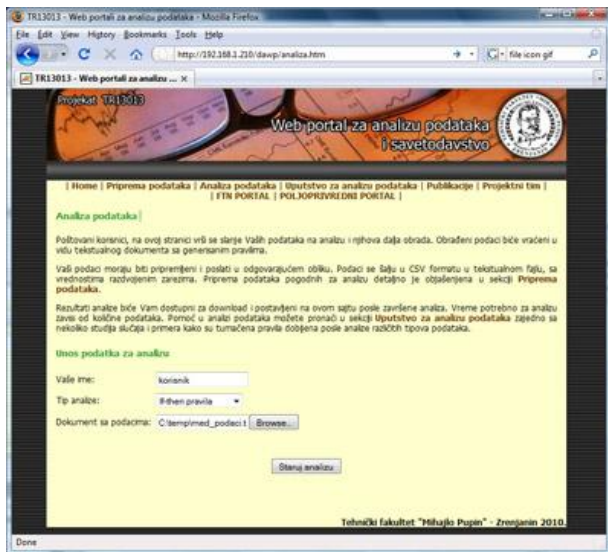 TR13013 - Web portali za analizu podataka - Mozilla Firefox
File Edit View History Bookmarks Tools Help
http://192.168.1.210/dawp/analiza.htm
file icon gif
TR13013 - Web portali za analizu ...
Projekat TR13013
Web portal za analizu podataka
i savetodavstvo
| Home | Priprema podataka | Analiza podataka | Uputstvo za analizu podataka | Publikacije | Projektni tim |
| FTN PORTAL | POLJOPRIVREDNI PORTAL |
Analiza podataka |
Poštovani korisnici, na ovoj stranici vrši se slanje Vaših podataka na analizu i njihova dalja obrada. Obrađeni podaci biće vraćeni u
vidu tekstualnog dokumenta sa generisanim pravilima.
Vaši podaci moraju biti pripremljeni i poslati u odgovarajućem obliku. Podaci se šalju u CSV formatu u tekstualnom fajlu, sa
vrednostima razdvojenim zarezima. Priprema podataka pogodnih za analizu detaljno je objašnjena u sekciji Priprema
podataka.
Rezultati analize biće Vam dostupni za download i postavljeni na ovom sajtu posle završene analize. Vreme potrebno za analizu
zavisi od količine podataka. Pomoć u analizi podataka možete pronaći u sekciji Uputstvo za analizu podataka zajedno sa
nekoliko studija slučaja i primera kako su tumačena pravila dobijena posle analize različitih tipova podataka.
Unos podatka za analizu
Vaše ime: korisnik
Tip analize: If-then pravila
Dokument sa podacima: C:\temp\med_podaci.t Browse..
Startuj analizu
Tehnički fakultet "Mihajlo Pupin" - Zrenjanin 2010.
Done